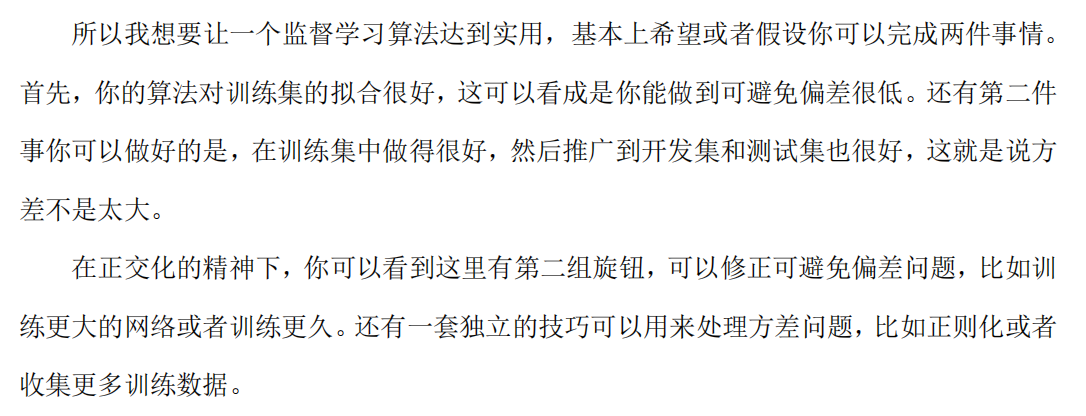 所以我想要让一个监督学习算法达到实用，基本上希望或者假设你可以完成两件事情。
首先，你的算法对训练集的拟合很好，这可以看成是你能做到可避免偏差很低。还有第二件
事你可以做好的是，在训练集中做得很好，然后推广到开发集和测试集也很好，这就是说方
差不是太大。
在正交化的精神下，你可以看到这里有第二组旋钮，可以修正可避免偏差问题，比如训
练更大的网络或者训练更久。还有一套独立的技巧可以用来处理方差问题，比如正则化或者
收集更多训练数据。